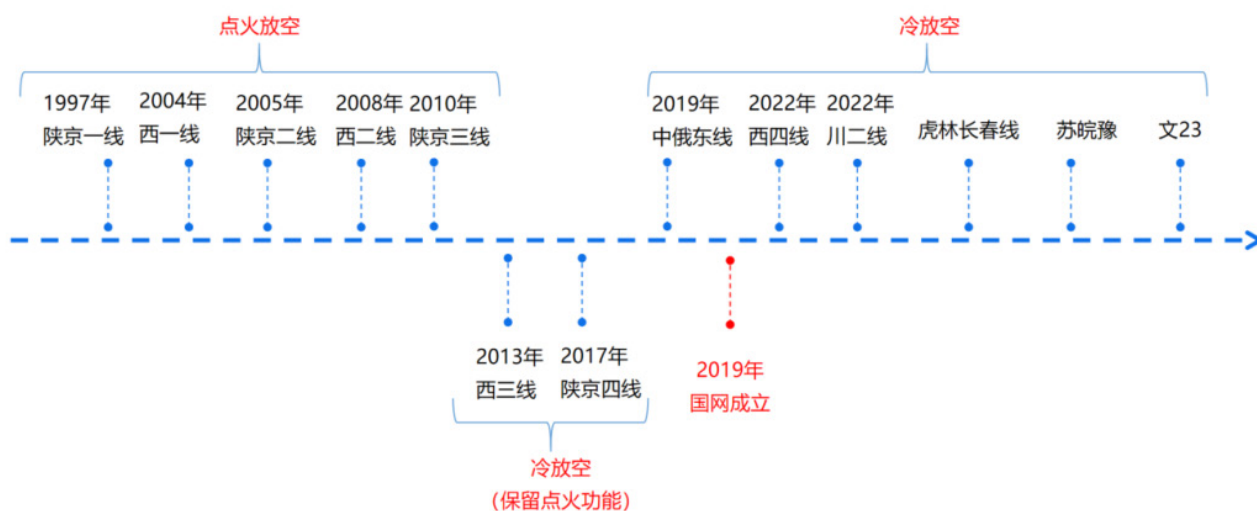 点火放空
冷放空
1997年
陕京一线
2004年
西一线
2005年
陕京二线
2008年
西二线
2010年
陕京三线
2019年
中俄东线
2022年
西四线
2022年
川二线
虎林长春线
苏皖豫
文23
2013年
西三线
2017年
陕京四线
2019年
国网成立
冷放空
（保留点火功能）